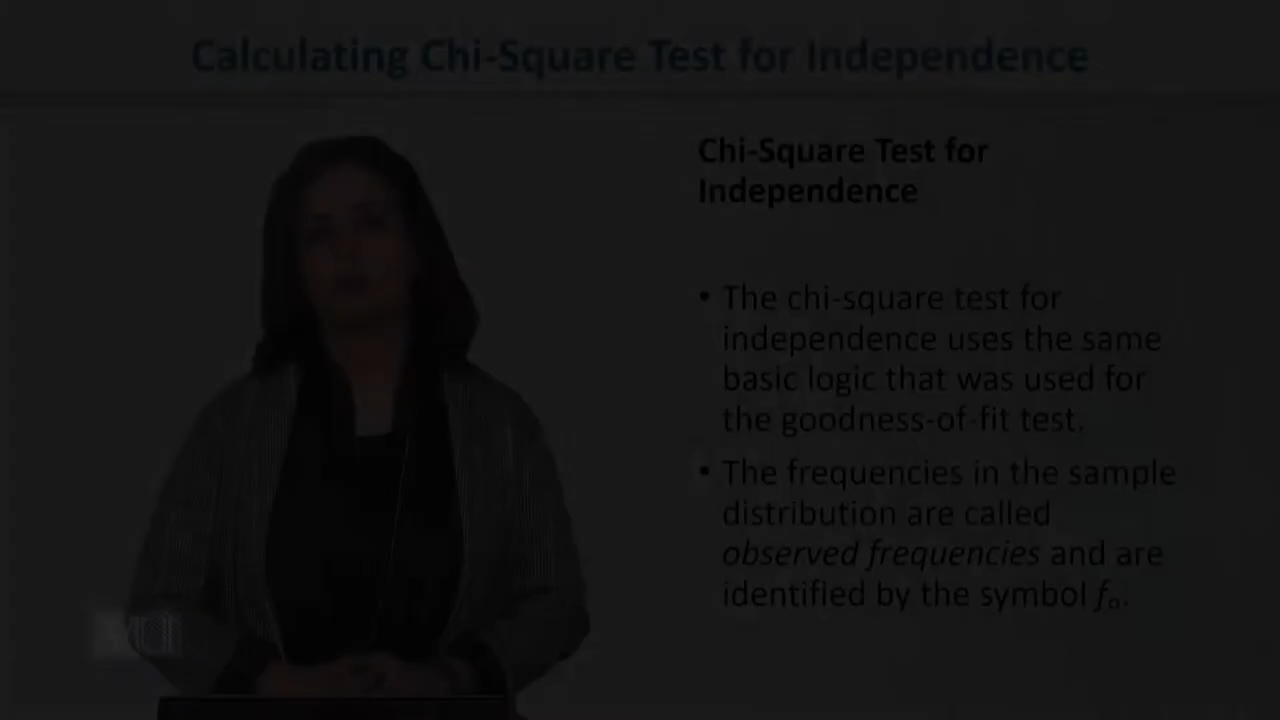 Calculating Chi-Square Test for Independence
Chi-Square Test for
Independence
• The chi-square test for
independence uses the same
basic logic that was used for
the goodness-of-fit test.
• The frequencies in the sample
distribution are called
observed frequencies and are
identified by the symbol fₒ.